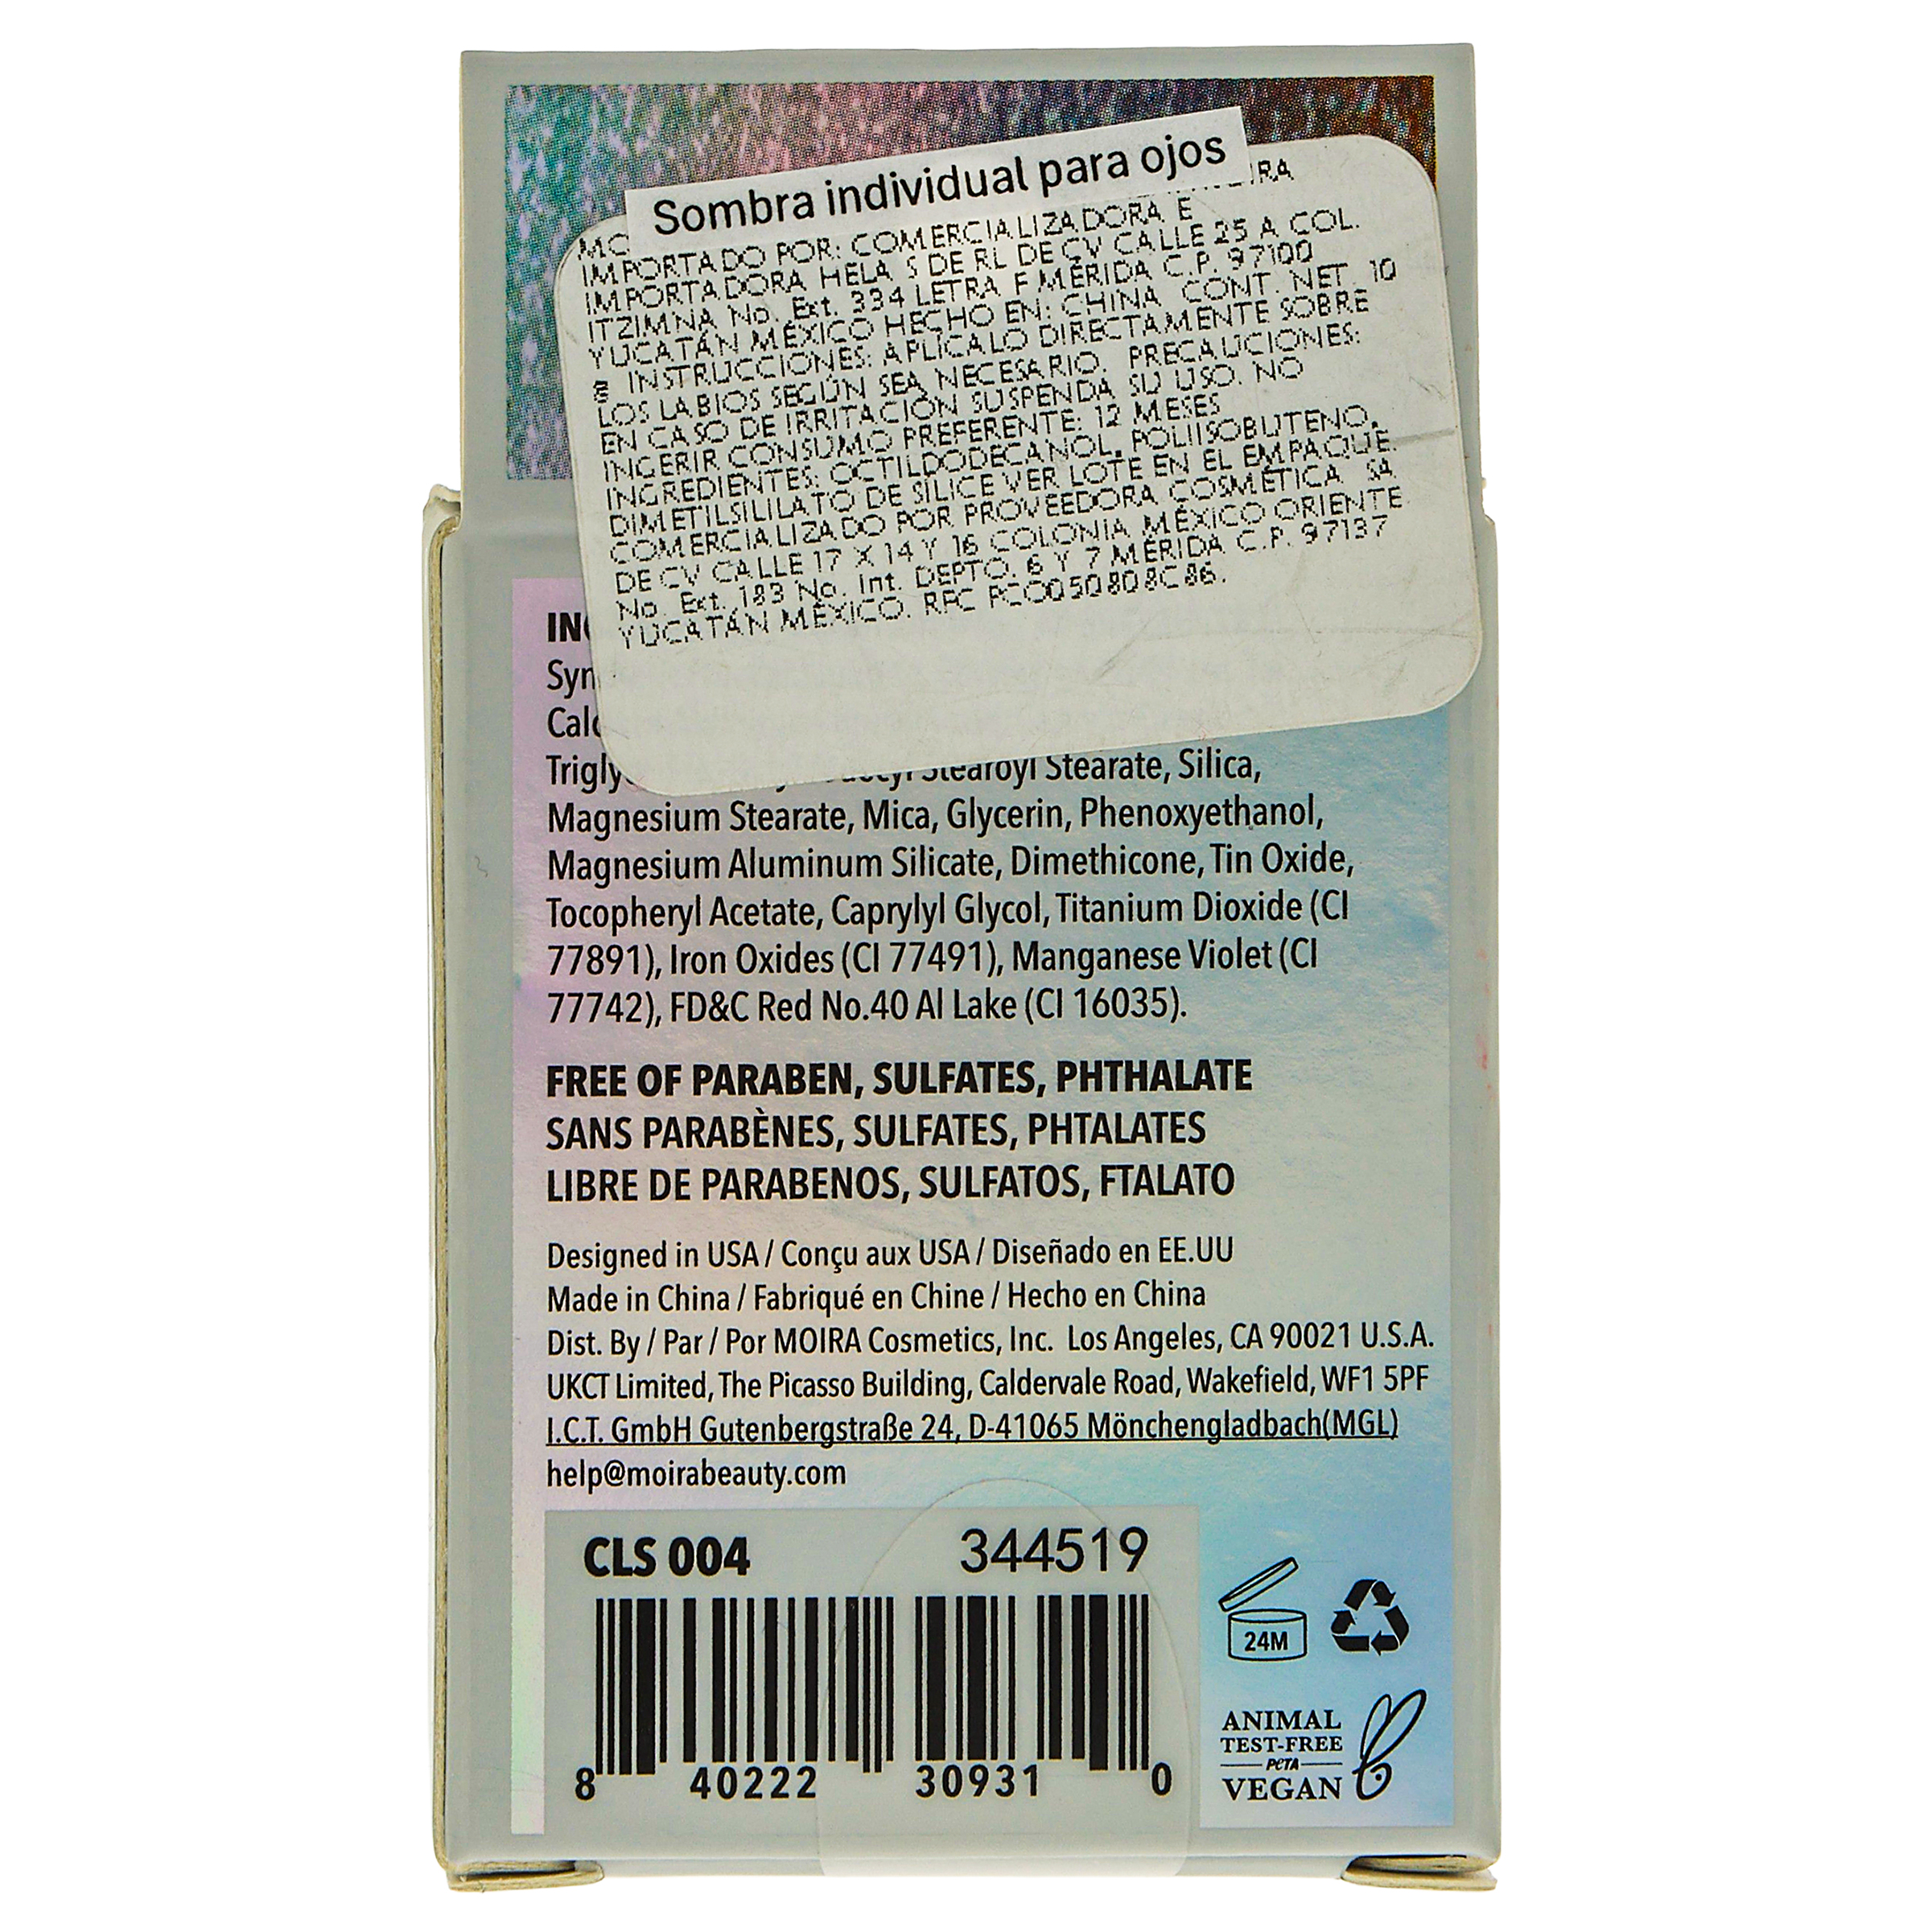 Sombra individual para ojos
RA
IMPORTADO POR: COMERCIALIZADORA E
IMPORTADORA HELA S DE RL DE CV CALLE 25 A COL.
ITZIMNA No. Ext. 334 LETRA F MÉRIDA C.P. 97100
YUCATÁN MÉXICO HECHO EN: CHINA CONT. NET. 10
g INSTRUCCIONES: APLÍCALO DIRECTAMENTE SOBRE
LOS LABIOS SEGÚN SEA NECESARIO. PRECAUCIONES:
EN CASO DE IRRITACIÓN SUSPENDA SU USO. NO
INGERIR CONSUMO PREFERENTE: 12 MESES
INGREDIENTES: OCTILDODECANOL, POLIISOBUTENO,
DIMETILSILILATO DE SILICE VER LOTE EN EL EMPAQUE.
COMERCIALIZADO POR PROVEEDORA COSMÉTICA SA
DE CV CALLE 17 X 14 Y 16 COLONIA MÉXICO ORIENTE
No. Ext. 183 No. Int. DEPTO. 6 Y 7 MÉRIDA C.P. 97137
YUCATÁN MÉXICO. RFC PCO050808C86.
Stearoyl Stearate, Silica,
Magnesium Stearate, Mica, Glycerin, Phenoxyethanol,
Magnesium Aluminum Silicate, Dimethicone, Tin Oxide,
Tocopheryl Acetate, Caprylyl Glycol, Titanium Dioxide (CI
77891), Iron Oxides (CI 77491), Manganese Violet (CI
77742), FD&C Red No.40 Al Lake (CI 16035).
FREE OF PARABEN, SULFATES, PHTHALATE
SANS PARABÈNES, SULFATES, PHTALATES
LIBRE DE PARABENOS, SULFATOS, FTALATO
Designed in USA / Conçu aux USA / Diseñado en EE.UU
Made in China / Fabriqué en Chine / Hecho en China
Dist. By / Par / Por MOIRA Cosmetics, Inc. Los Angeles, CA 90021 U.S.A.
UKCT Limited, The Picasso Building, Caldervale Road, Wakefield, WF1 5PF
I.C.T. GmbH Gutenbergstraße 24, D-41065 Mönchengladbach(MGL)
help@moirabeauty.com
CLS 004 344519
8 40222 30931 0
24M
ANIMAL
TEST-FREE
PETA
VEGAN